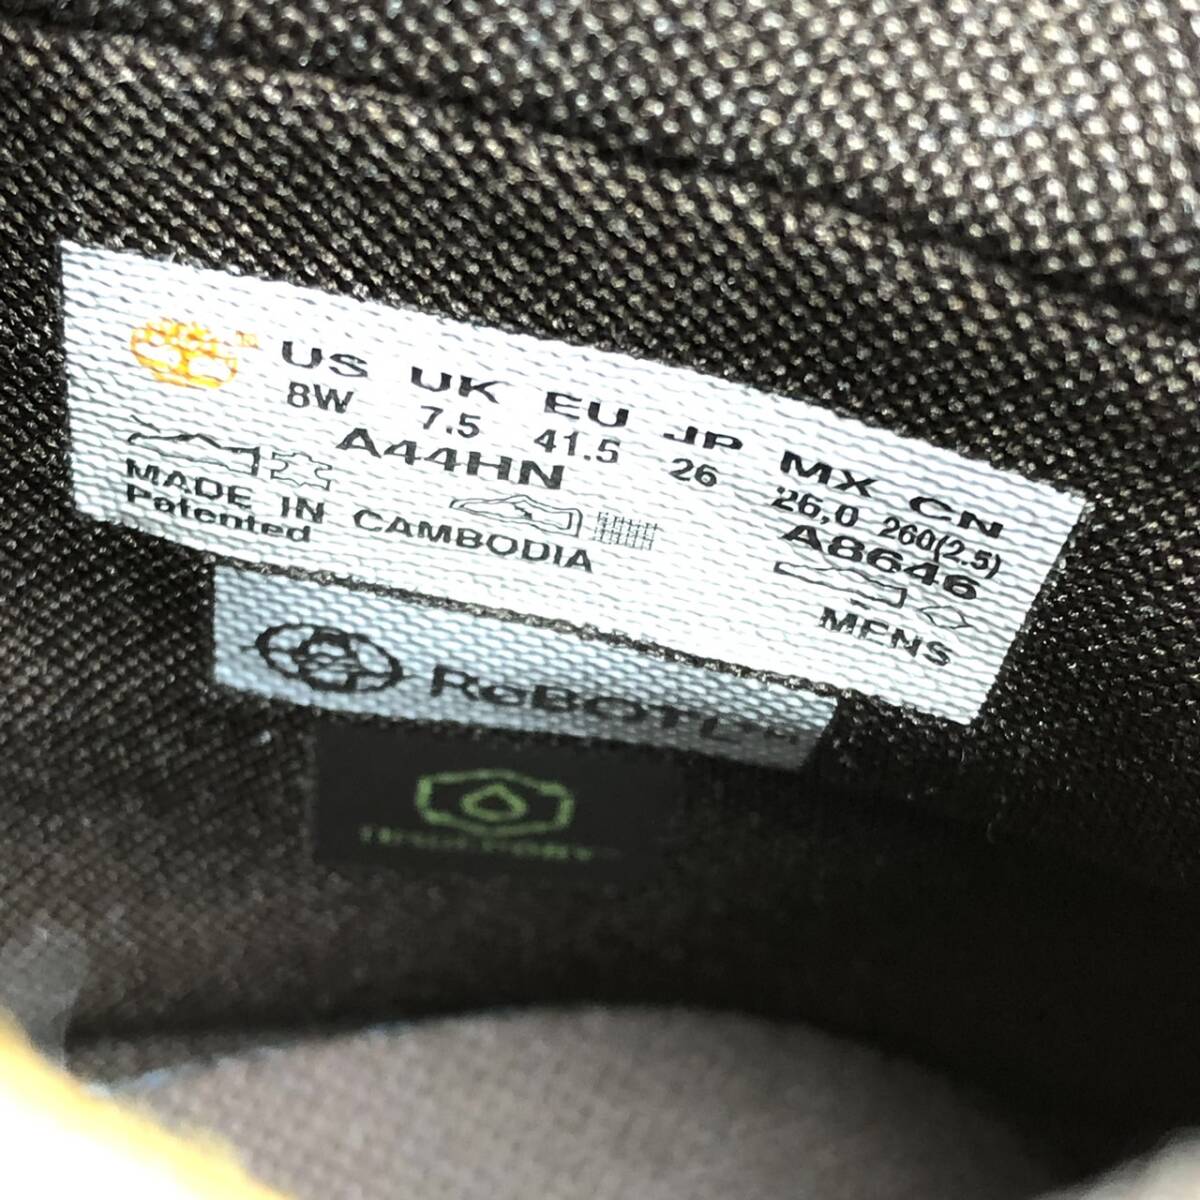 US UK EU JP MX CN
8W 7.5 41.5 26 26,0 260(2.5)
A44HN A8646
MADE IN CAMBODIA MENS
Patented
ReBOTL™